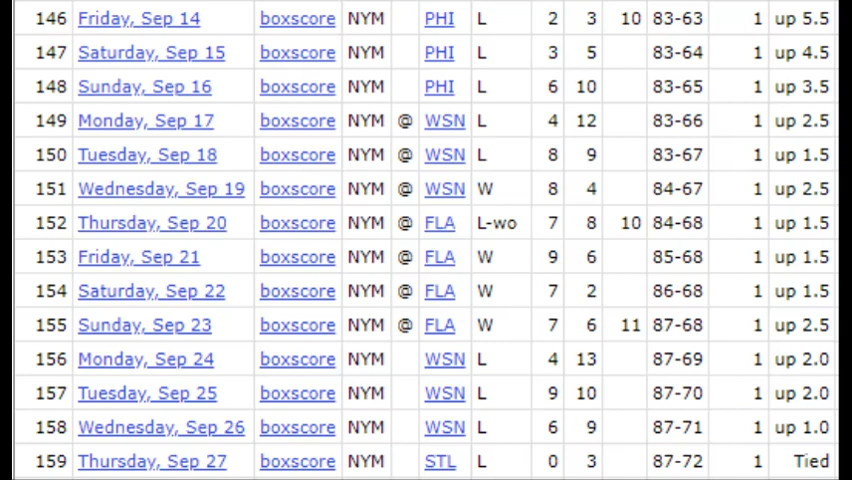 146 Friday, Sep 14 boxscore NYM PHI L 2 3 10 83-63 1 up 5.5
147 Saturday, Sep 15 boxscore NYM PHI L 3 5 83-64 1 up 4.5
148 Sunday, Sep 16 boxscore NYM PHI L 6 10 83-65 1 up 3.5
149 Monday, Sep 17 boxscore NYM @ WSN L 4 12 83-66 1 up 2.5
150 Tuesday, Sep 18 boxscore NYM @ WSN L 8 9 83-67 1 up 1.5
151 Wednesday, Sep 19 boxscore NYM @ WSN W 8 4 84-67 1 up 2.5
152 Thursday, Sep 20 boxscore NYM @ FLA L-wo 7 8 10 84-68 1 up 1.5
153 Friday, Sep 21 boxscore NYM @ FLA W 9 6 85-68 1 up 1.5
154 Saturday, Sep 22 boxscore NYM @ FLA W 7 2 86-68 1 up 1.5
155 Sunday, Sep 23 boxscore NYM @ FLA W 7 6 11 87-68 1 up 2.5
156 Monday, Sep 24 boxscore NYM WSN L 4 13 87-69 1 up 2.0
157 Tuesday, Sep 25 boxscore NYM WSN L 9 10 87-70 1 up 2.0
158 Wednesday, Sep 26 boxscore NYM WSN L 6 9 87-71 1 up 1.0
159 Thursday, Sep 27 boxscore NYM STL L 0 3 87-72 1 Tied